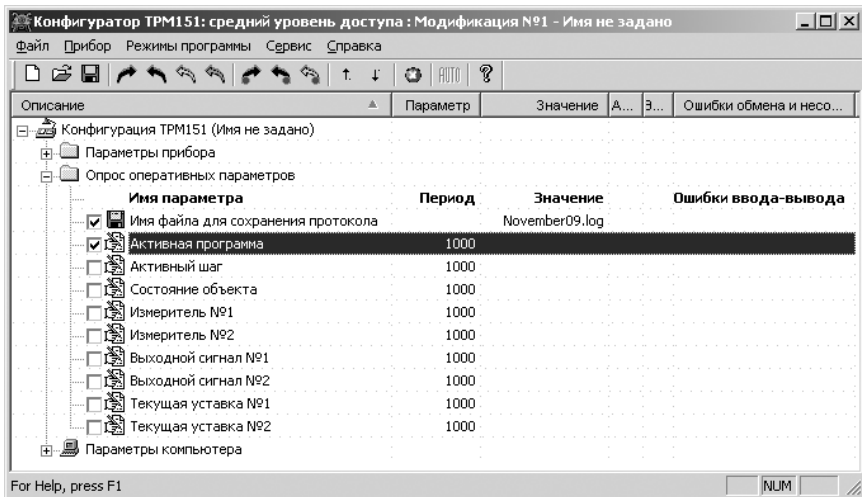 Конфигуратор ТРМ151: средний уровень доступа : Модификация №1 - Имя не задано
Файл Прибор Режимы программы Сервис Справка
AUTO
Описание Параметр Значение А... Э... Ошибки обмена и несо...
Конфигурация ТРМ151 (Имя не задано)
Параметры прибора
Опрос оперативных параметров
Имя параметра Период Значение Ошибки ввода-вывода
Имя файла для сохранения протокола November09.log
Активная программа 1000
Активный шаг 1000
Состояние объекта 1000
Измеритель №1 1000
Измеритель №2 1000
Выходной сигнал №1 1000
Выходной сигнал №2 1000
Текущая уставка №1 1000
Текущая уставка №2 1000
Параметры компьютера
For Help, press F1 NUM